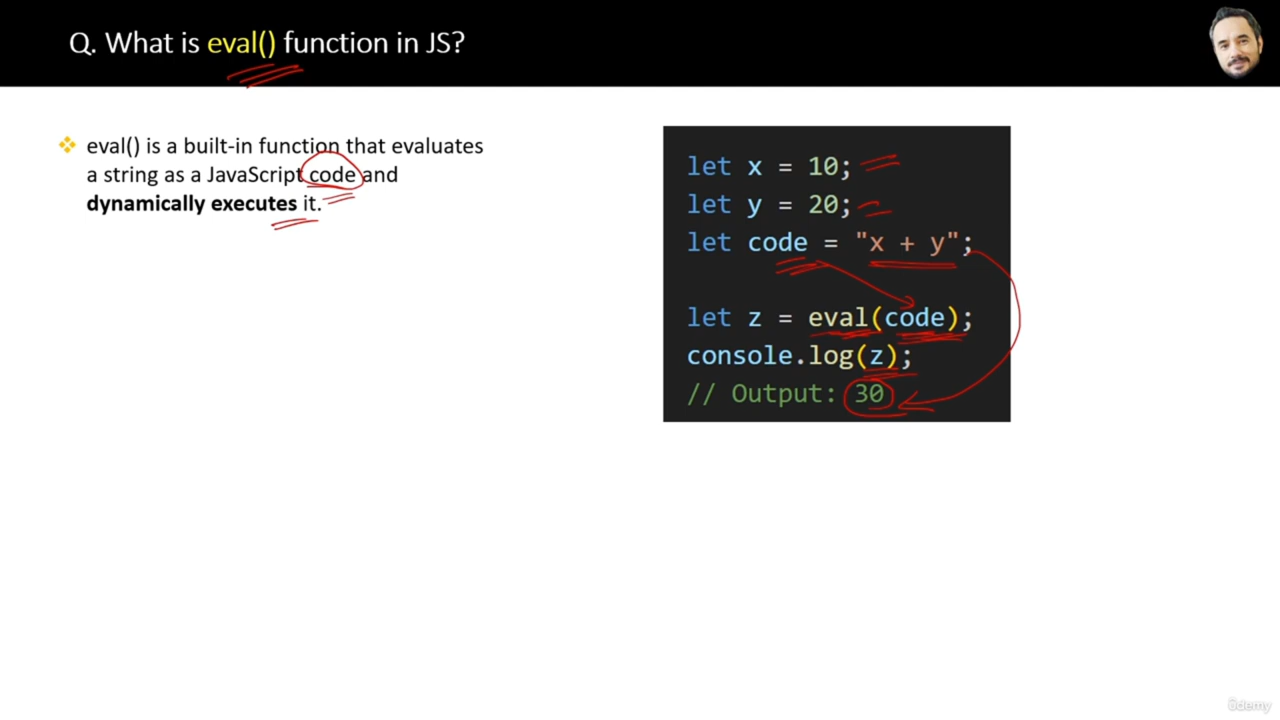 Q. What is eval() function in JS?
eval() is a built-in function that evaluates
a string as a JavaScript code and
dynamically executes it.
let x = 10;
let y = 20;
let code = "x + y";
let z = eval(code);
console.log(z);
// Output: 30
ûdemy